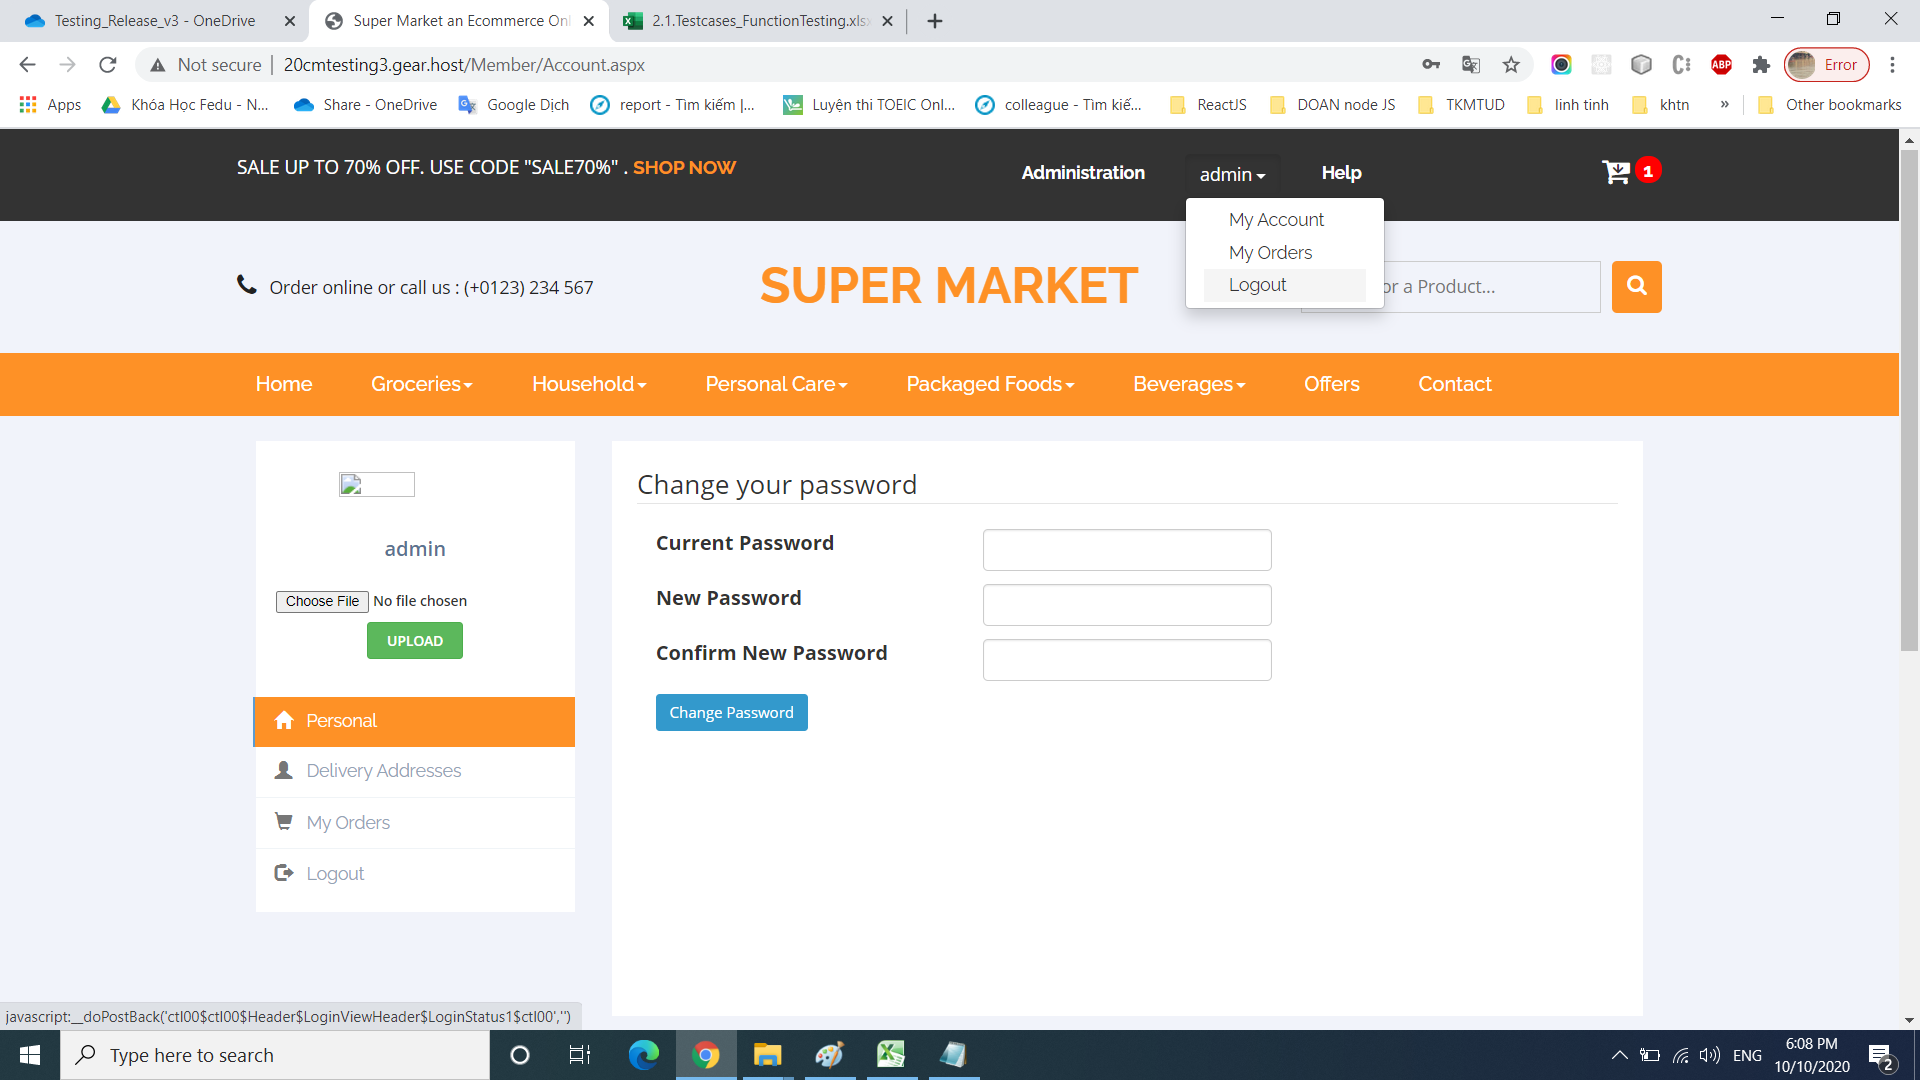 Testing_Release_v3 - OneDrive
Super Market an Ecommerce Onl
2.1.Testcases_FunctionTesting.xlsx
Not secure | 20cmtesting3.gear.host/Member/Account.aspx
ABP
Error
Apps
Khóa Học Fedu - N...
Share - OneDrive
Google Dịch
report - Tìm kiếm |...
Luyện thi TOEIC Onl...
colleague - Tìm kiế...
ReactJS
DOAN node JS
TKMTUD
linh tinh
khtn
»
Other bookmarks
SALE UP TO 70% OFF. USE CODE "SALE70%" . SHOP NOW
Administration
admin
Help
1
My Account
My Orders
Logout
Order online or call us : (+0123) 234 567
SUPER MARKET
or a Product...
Home
Groceries
Household
Personal Care
Packaged Foods
Beverages
Offers
Contact
admin
Choose File No file chosen
UPLOAD
Personal
Delivery Addresses
My Orders
Logout
Change your password
Current Password
New Password
Confirm New Password
Change Password
javascript:__doPostBack('ctl00$ctl00$Header$LoginViewHeader$LoginStatus1$ctl00','')
Type here to search
ENG
6:08 PM
10/10/2020
2